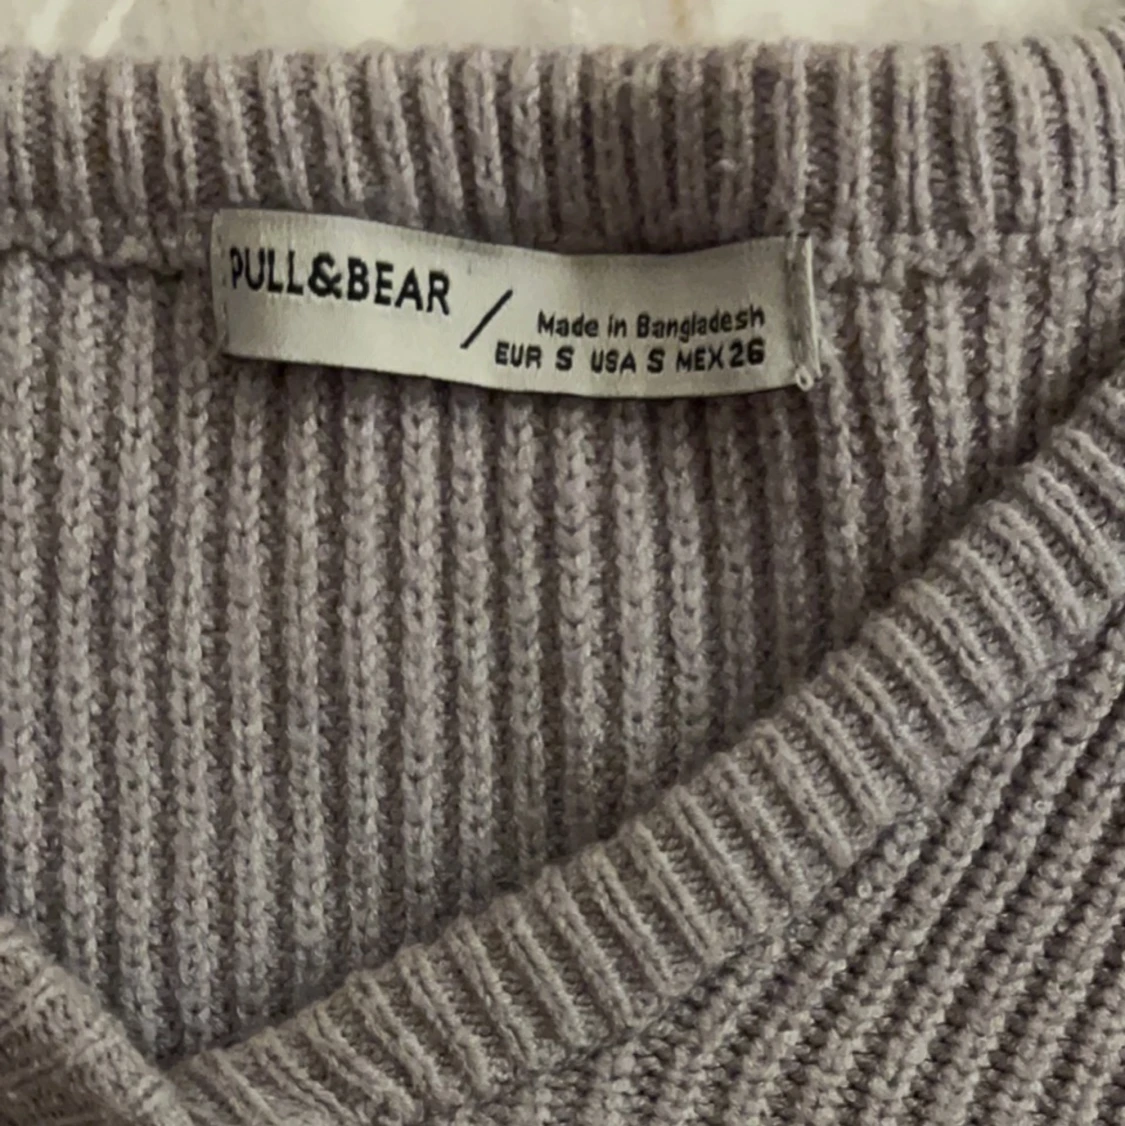 PULL&BEAR
Made in Bangladesh
EUR S USA S MEX 26